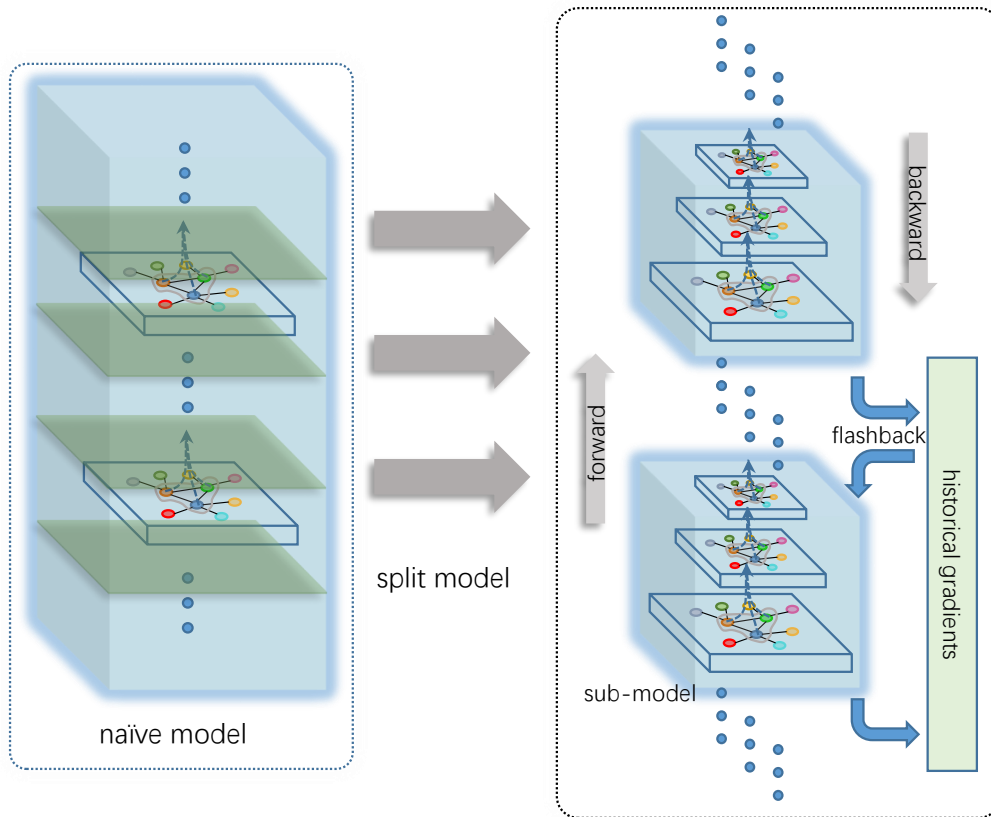 naïve model
split model
forward
backward
flashback
sub-model
historical gradients